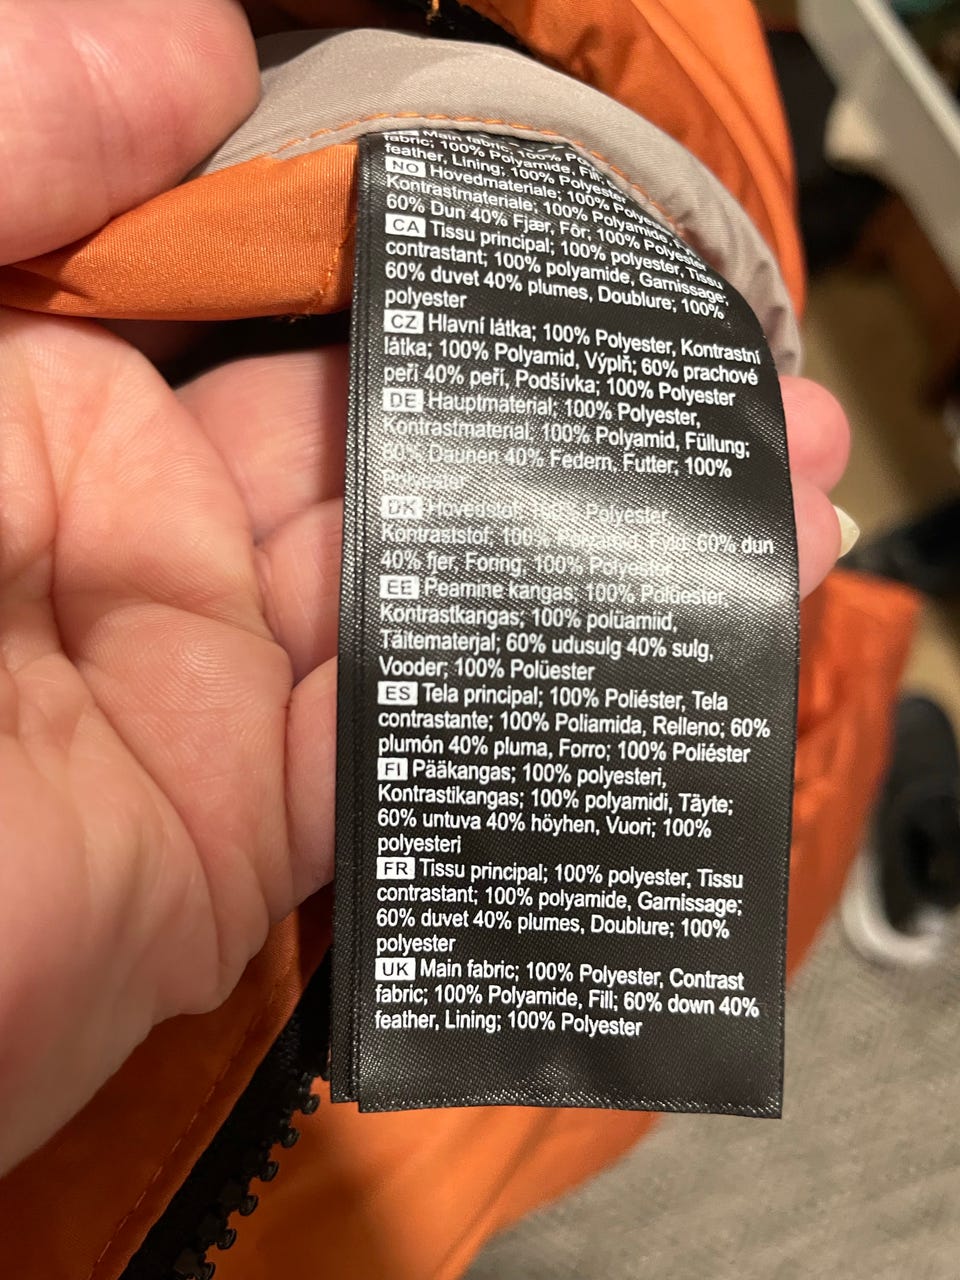 Main fabric; 100%
fabric; 100% Polyamide, Fill;
feather, Lining; 100% Polyester
NO Hovedmateriale; 100%
Kontrastmateriale; 100% Polyamide,
60% Dun 40% Fjær, Fôr; 100% Polyester
CA Tissu principal; 100% polyester, Tissu
contrastant; 100% polyamide, Garnissage;
60% duvet 40% plumes, Doublure; 100%
polyester
CZ Hlavní látka; 100% Polyester, Kontrastní
látka; 100% Polyamid, Výplň; 60% prachové
peří 40% peří, Podšívka; 100% Polyester
DE Hauptmaterial; 100% Polyester,
Kontrastmaterial; 100% Polyamid, Füllung;
60% Daunen 40% Federn, Futter; 100%
Polyester
DK Hovedstof; 100% Polyester,
Kontraststof; 100% Polyamid, Fyld; 60% dun
40% fjer, Foring; 100% Polyester
EE Peamine kangas; 100% Polüester,
Kontrastkangas; 100% polüamiid,
Täitematerjal; 60% udusulg 40% sulg,
Vooder; 100% Polüester
ES Tela principal; 100% Poliéster, Tela
contrastante; 100% Poliamida, Relleno; 60%
plumón 40% pluma, Forro; 100% Poliéster
FI Pääkangas; 100% polyesteri,
Kontrastikangas; 100% polyamidi, Täyte;
60% untuva 40% höyhen, Vuori; 100%
polyesteri
FR Tissu principal; 100% polyester, Tissu
contrastant; 100% polyamide, Garnissage;
60% duvet 40% plumes, Doublure; 100%
polyester
UK Main fabric; 100% Polyester, Contrast
fabric; 100% Polyamide, Fill; 60% down 40%
feather, Lining; 100% Polyester